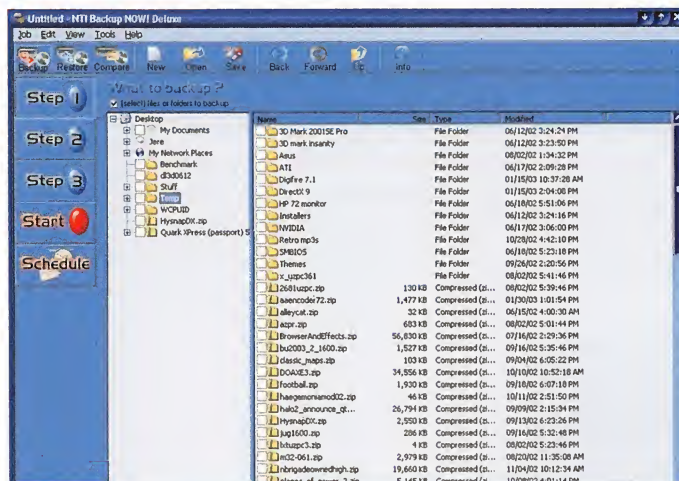 Untitled - NTI Backup NOW! Deluxe
Job Edit View Tools Help
Backup Restore Compare New Open Save Back Forward Up Info
What to backup ?
(select) files or folders to backup
Step 1
Step 2
Step 3
Start
Schedule
Desktop
My Documents
Jere
My Network Places
Benchmark
dl3d0612
Stuff
Temp
WCPUID
HysnapDX.zip
Quark XPress (passport) 5
Name Size Type Modified
3D Mark 2001SE Pro File Folder 06/12/02 3:24:24 PM
3D mark insanity File Folder 06/12/02 3:23:50 PM
Asus File Folder 08/02/02 1:34:32 PM
ATI File Folder 06/17/02 2:09:28 PM
Digifire 7.1 File Folder 01/15/03 10:37:28 AM
DirectX 9 File Folder 01/15/03 2:04:08 PM
HP 72 monitor File Folder 06/18/02 5:51:06 PM
Installers File Folder 06/12/02 3:24:16 PM
NVIDIA File Folder 06/17/02 3:06:00 PM
Retro mp3s File Folder 10/28/02 4:42:10 PM
SMBIOS File Folder 06/18/02 5:23:18 PM
Themes File Folder 09/26/02 2:20:56 PM
x_uzpc361 File Folder 08/02/02 5:41:46 PM
2681uzpc.zip 130 KB Compressed (zi... 08/02/02 5:39:46 PM
aaencoder72.zip 1,477 KB Compressed (zi... 01/30/03 1:01:54 PM
alleycat.zip 32 KB Compressed (zi... 06/15/02 4:00:30 AM
azpr.zip 683 KB Compressed (zi... 08/02/02 5:01:44 PM
BrowserAndEffects.zip 56,830 KB Compressed (zi... 07/16/02 2:29:36 PM
bu2003_2_1600.zip 1,527 KB Compressed (zi... 09/16/02 5:35:46 PM
classic_maps.zip 103 KB Compressed (zi... 09/04/02 6:05:22 PM
DOAXE3.zip 34,556 KB Compressed (zi... 10/10/02 10:52:18 AM
football.zip 1,930 KB Compressed (zi... 09/18/02 6:07:18 PM
haegemoniamod02.zip 46 KB Compressed (zi... 10/11/02 2:51:50 PM
halo2_announce_qt... 26,794 KB Compressed (zi... 09/09/02 2:15:34 PM
HysnapDX.zip 2,550 KB Compressed (zi... 09/13/02 6:23:26 PM
jug1600.zip 286 KB Compressed (zi... 09/16/02 5:32:48 PM
lxtuzpc3.zip 4 KB Compressed (zi... 08/02/02 5:23:46 PM
m32-061.zip 2,979 KB Compressed (zi... 08/20/02 11:35:08 AM
nbrigadeownedhigh.zip 19,660 KB Compressed (zi... 11/04/02 10:12:34 AM
planes_of_power_2.zip 5,145 KB Compressed (zi... 10/08/02 4:01:14 PM